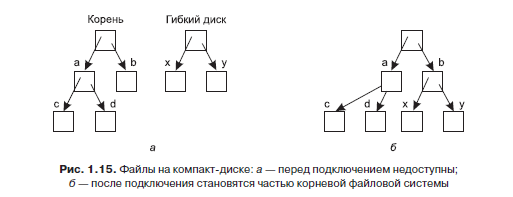 Корень Гибкий диск
a b x y
c d
а
a b
c d x y
б
Рис. 1.15. Файлы на компакт-диске: а — перед подключением недоступны;
б — после подключения становятся частью корневой файловой системы